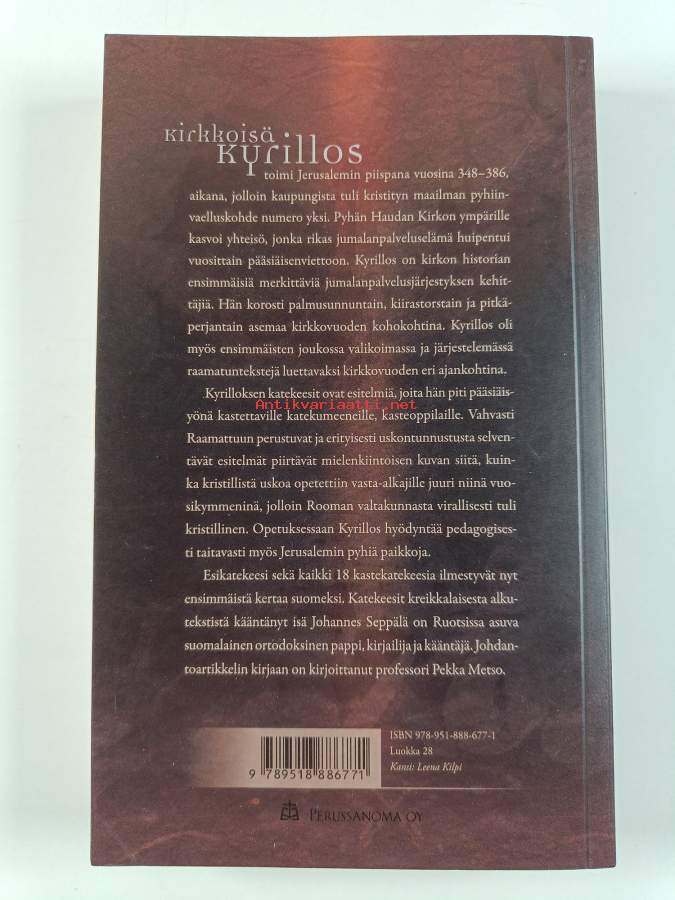 Kirkkoisä
Kyrillos
toimi Jerusalemin piispana vuosina 348–386,
aikana, jolloin kaupungista tuli kristityn maailman pyhiin-
vaelluskohde numero yksi. Pyhän Haudan Kirkon ympärille
kasvoi yhteisö, jonka rikas jumalanpalveluselämä huipentui
vuosittain pääsiäisenviettoon. Kyrillos on kirkon historian
ensimmäisiä merkittäviä jumalanpalvelusjärjestyksen kehit-
täjiä. Hän korosti palmusunnuntain, kiirastorstain ja pitkä-
perjantain asemaa kirkkovuoden kohokohtina. Kyrillos oli
myös ensimmäisten joukossa valikoimassa ja järjestelemässä
raamatuntekstejä luettavaksi kirkkovuoden eri ajankohtina.
Kyrilloksen katekeesit ovat esitelmiä, joita hän piti pääsiäis-
Antikvariaatti.net
yönä kastettaville katekumeeneille, kasteoppilaille. Vahvasti
Raamattuun perustuvat ja erityisesti uskontunnustusta selven-
tävät esitelmät piirtävät mielenkiintoisen kuvan siitä, kuin-
ka kristillistä uskoa opetettiin vasta-alkajille juuri niinä vuo-
sikymmeninä, jolloin Rooman valtakunnasta virallisesti tuli
kristillinen. Opetuksessaan Kyrillos hyödyntää pedagogises-
ti taitavasti myös Jerusalemin pyhiä paikkoja.
Esikatekeesi sekä kaikki 18 kastekatekeesia ilmestyvät nyt
ensimmäistä kertaa suomeksi. Katekeesit kreikkalaisesta alku-
tekstistä kääntänyt isä Johannes Seppälä on Ruotsissa asuva
suomalainen ortodoksinen pappi, kirjailija ja kääntäjä. Johdan-
toartikkelin kirjaan on kirjoittanut professori Pekka Metso.
ISBN 978-951-888-677-1
Luokka 28
Kansi: Leena Kilpi
9 789518 886771
Perussanoma Oy